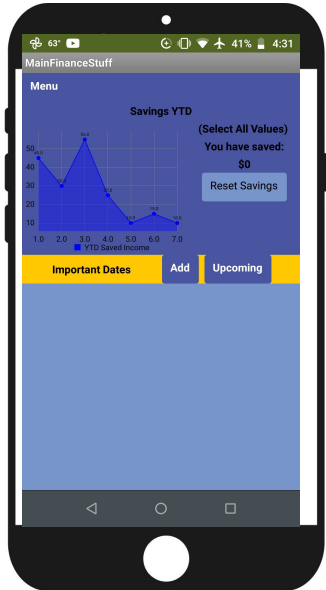 63° 41% 4:31
MainFinanceStuff
Menu
Savings YTD
(Select All Values)
You have saved:
$0
Reset Savings
50
40
30
20
10
1.0 2.0 3.0 4.0 5.0 6.0 7.0
YTD Saved Income
Important Dates Add Upcoming